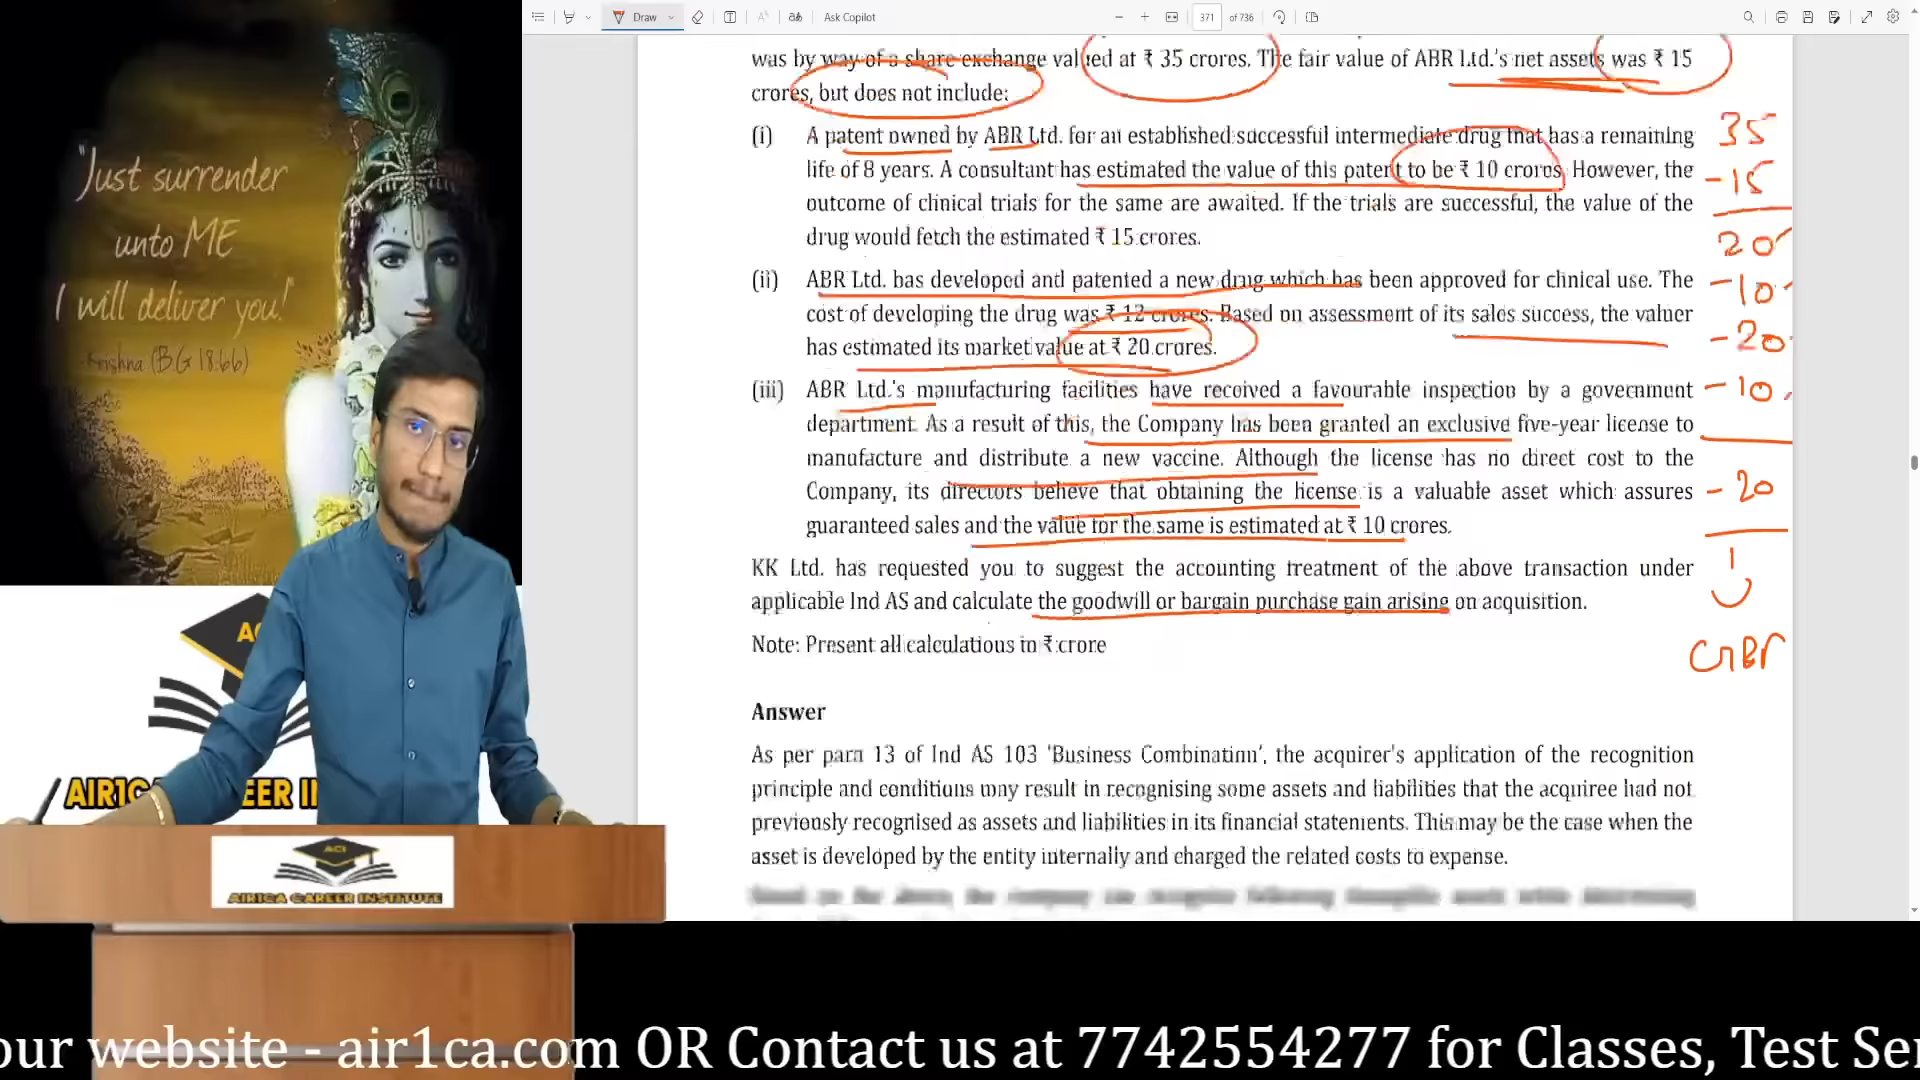 Draw
Ask Copilot
371
of 736
was by way of a share exchange valued at ₹ 35 crores. The fair value of ABR Ltd.'s net assets was ₹ 15
crores, but does not include:
(i) A patent owned by ABR Ltd. for an established successful intermediate drug that has a remaining
life of 8 years. A consultant has estimated the value of this patent to be ₹ 10 crores. However, the
outcome of clinical trials for the same are awaited. If the trials are successful, the value of the
drug would fetch the estimated ₹ 15 crores.
(ii) ABR Ltd. has developed and patented a new drug which has been approved for clinical use. The
cost of developing the drug was ₹ 12 crores. Based on assessment of its sales success, the valuer
has estimated its market value at ₹ 20 crores.
(iii) ABR Ltd.'s manufacturing facilities have received a favourable inspection by a government
department. As a result of this, the Company has been granted an exclusive five-year license to
manufacture and distribute a new vaccine. Although the license has no direct cost to the
Company, its directors believe that obtaining the license is a valuable asset which assures
guaranteed sales and the value for the same is estimated at ₹ 10 crores.
KK Ltd. has requested you to suggest the accounting treatment of the above transaction under
applicable Ind AS and calculate the goodwill or bargain purchase gain arising on acquisition.
Note: Present all calculations in ₹ crore
Answer
As per para 13 of Ind AS 103 'Business Combination', the acquirer's application of the recognition
principle and conditions may result in recognising some assets and liabilities that the acquiree had not
previously recognised as assets and liabilities in its financial statements. This may be the case when the
asset is developed by the entity internally and charged the related costs to expense.
35
-15
20
-10
-20
-10
-20
GBP
"Just surrender
unto ME
I will deliver you!"
- Krishna (B.G 18:66)
AIR1C
EER I
ACI
AIR1CA CAREER INSTITUTE
our website - air1ca.com OR Contact us at 7742554277 for Classes, Test Ser